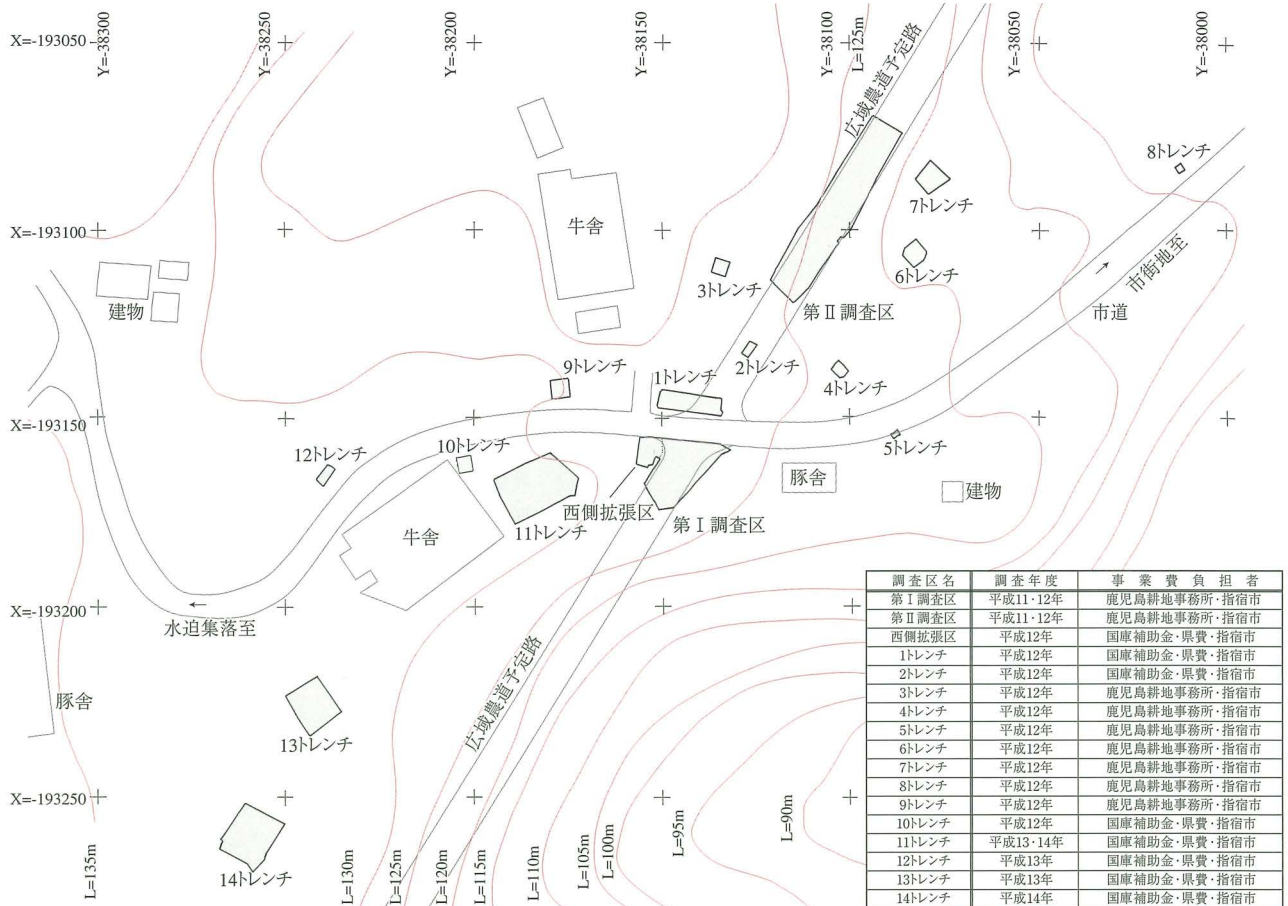 X=-193050
Y=-38300
Y=-38250
Y=-38200
Y=-38150
Y=-38100
L=125m
Y=-38050
Y=-38000
広域農道予定路
8トレンチ
7トレンチ
X=-193100
牛舎
3トレンチ
6トレンチ
市街地至
建物
第Ⅱ調査区
市道
9トレンチ
1トレンチ
2トレンチ
4トレンチ
X=-193150
12トレンチ
10トレンチ
5トレンチ
豚舎
建物
西側拡張区
第Ⅰ調査区
11トレンチ
牛舎
X=-193200
水迫集落至
広域農道予定路
豚舎
13トレンチ
X=-193250
14トレンチ
L=135m
L=130m
L=125m
L=120m
L=115m
L=110m
L=105m
L=100m
L=95m
L=90m
調査区名 調査年度 事業費負担者
第Ⅰ調査区 平成11·12年 鹿児島耕地事務所·指宿市
第Ⅱ調査区 平成11·12年 鹿児島耕地事務所·指宿市
西側拡張区 平成12年 国庫補助金·県費·指宿市
1トレンチ 平成12年 国庫補助金·県費·指宿市
2トレンチ 平成12年 国庫補助金·県費·指宿市
3トレンチ 平成12年 鹿児島耕地事務所·指宿市
4トレンチ 平成12年 鹿児島耕地事務所·指宿市
5トレンチ 平成12年 鹿児島耕地事務所·指宿市
6トレンチ 平成12年 鹿児島耕地事務所·指宿市
7トレンチ 平成12年 鹿児島耕地事務所·指宿市
8トレンチ 平成12年 鹿児島耕地事務所·指宿市
9トレンチ 平成12年 鹿児島耕地事務所·指宿市
10トレンチ 平成12年 国庫補助金·県費·指宿市
11トレンチ 平成13·14年 国庫補助金·県費·指宿市
12トレンチ 平成13年 国庫補助金·県費·指宿市
13トレンチ 平成13年 国庫補助金·県費·指宿市
14トレンチ 平成14年 国庫補助金·県費·指宿市